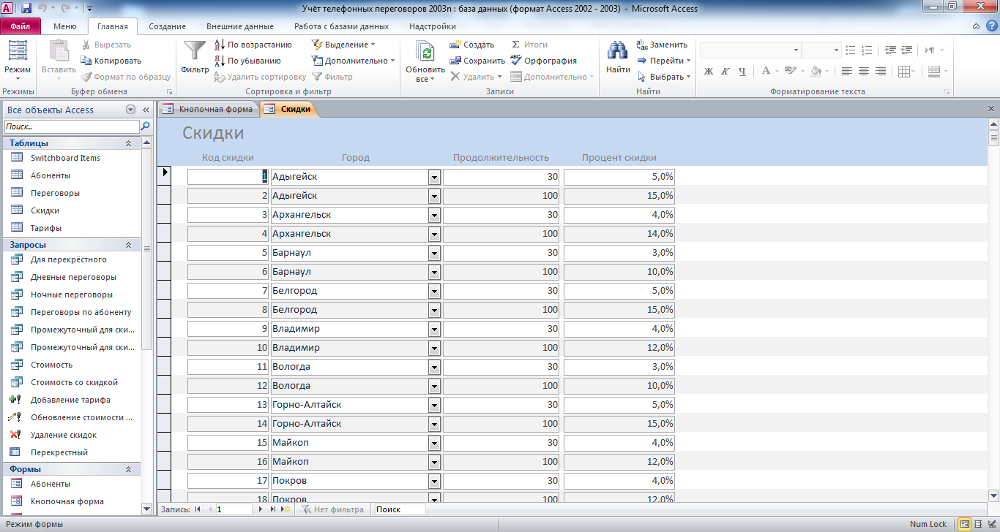 Учёт телефонных переговоров 2003n : база данных (формат Access 2002 - 2003) - Microsoft Access
Файл Меню Главная Создание Внешние данные Работа с базами данных Надстройки
Режим
Режимы
Вставить
Вырезать
Копировать
Формат по образцу
Буфер обмена
Фильтр
По возрастанию
По убыванию
Удалить сортировку
Выделение
Дополнительно
Фильтр
Сортировка и фильтр
Обновить
все
Создать
Сохранить
Удалить
Итоги
Орфография
Дополнительно
Записи
Найти
Заменить
Перейти
Выбрать
Найти
Ж К Ч
Форматирование текста
Все объекты Access
Поиск...
Таблицы
Switchboard Items
Абоненты
Переговоры
Скидки
Тарифы
Запросы
Для перекрёстного
Дневные переговоры
Ночные переговоры
Переговоры по абоненту
Промежуточный для ски...
Промежуточный для ски...
Стоимость
Стоимость со скидкой
Добавление тарифа
Обновление стоимости ...
Удаление скидок
Перекрестный
Формы
Абоненты
Кнопочная форма
Кнопочная форма Скидки
Скидки
Код скидки Город Продолжительность Процент скидки
1 Адыгейск 30 5,0%
2 Адыгейск 100 15,0%
3 Архангельск 30 4,0%
4 Архангельск 100 14,0%
5 Барнаул 30 3,0%
6 Барнаул 100 10,0%
7 Белгород 30 5,0%
8 Белгород 100 15,0%
9 Владимир 30 4,0%
10 Владимир 100 12,0%
11 Вологда 30 3,0%
12 Вологда 100 10,0%
13 Горно-Алтайск 30 5,0%
14 Горно-Алтайск 100 15,0%
15 Майкоп 30 4,0%
16 Майкоп 100 12,0%
17 Покров 30 4,0%
18 Покров 100 12,0%
Запись: 1 Нет фильтра Поиск
Режим формы Num Lock